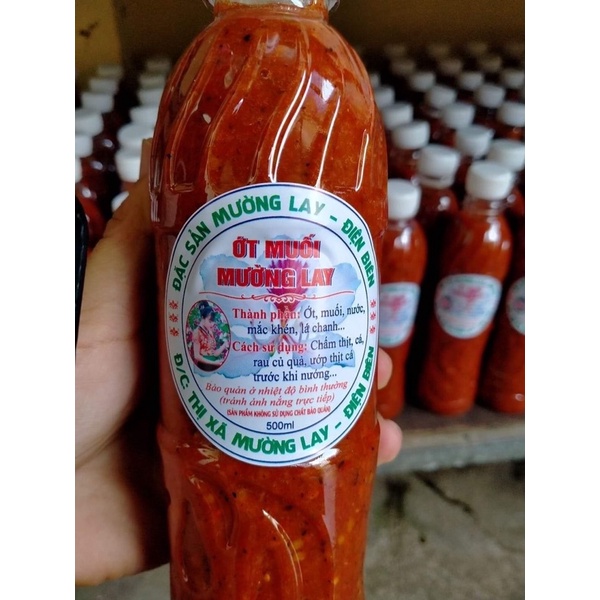 ĐẶC SẢN MƯỜNG LAY - ĐIỆN BIÊN
ỚT MUỐI
MƯỜNG LAY
Thành phần: Ớt, muối, nước,
mắc khén, lá chanh...
Cách sử dụng: Chấm thịt, cá,
rau củ quả, ướp thịt cá
trước khi nướng...
Bảo quản ở nhiệt độ bình thường
(tránh ánh nắng trực tiếp)
(SẢN PHẨM KHÔNG SỬ DỤNG CHẤT BẢO QUẢN)
500ml
Đ/C: THỊ XÃ MƯỜNG LAY - ĐIỆN BIÊN